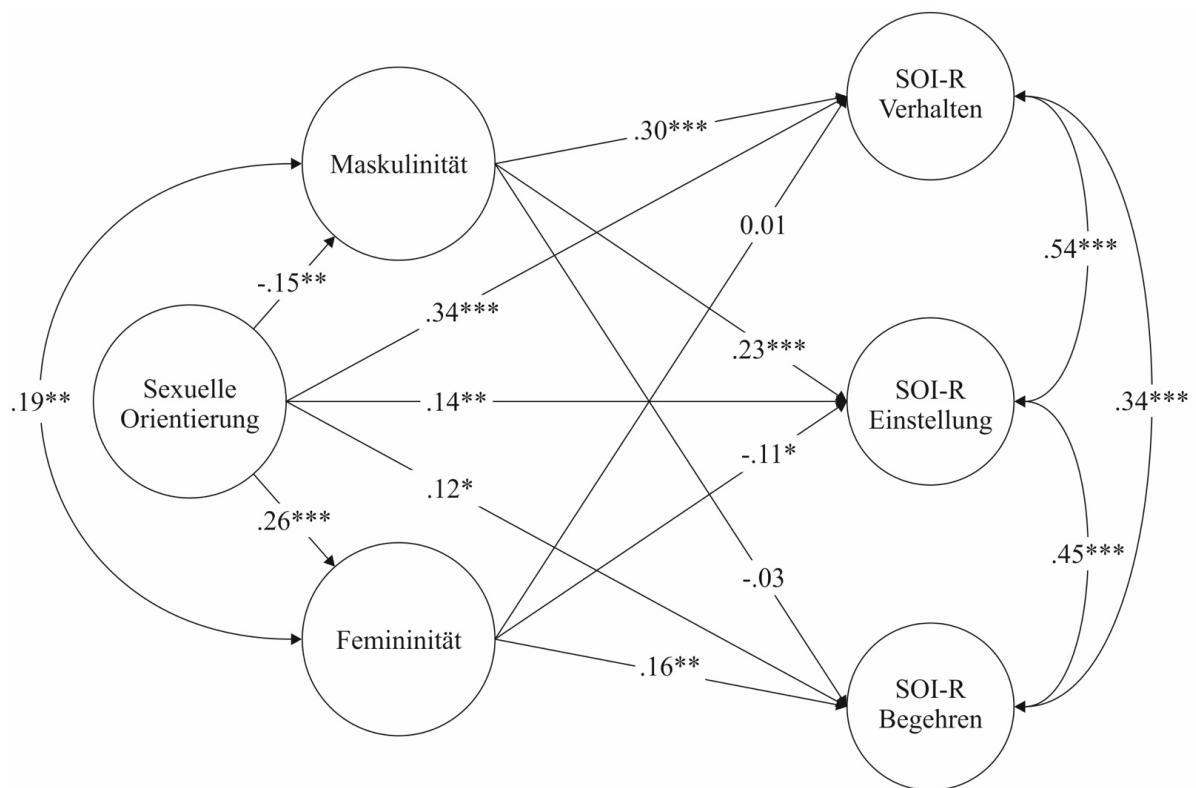 SOI-R
Verhalten
.30***
Maskulinität
0.01
.54***
-.15**
.34***
.23***
Sexuelle
Orientierung
.19**
.14**
SOI-R
Einstellung
.34***
-.11*
.12*
.26***
.45***
-.03
Femininität
.16**
SOI-R
Begehren